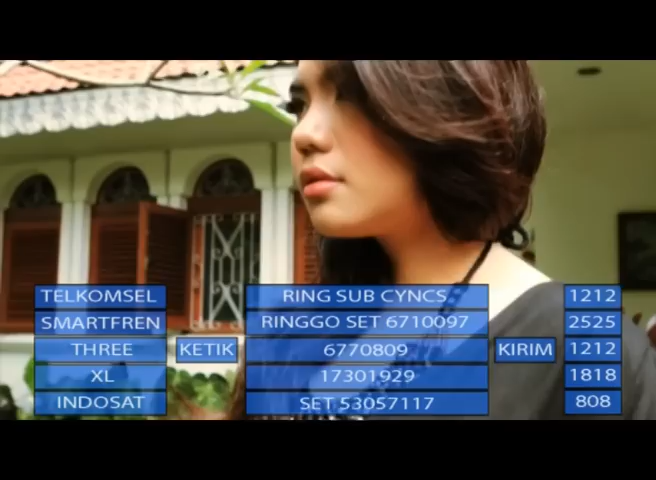 TELKOMSEL RING SUB CYNCS 1212
SMARTFREN RINGGO SET 6710097 2525
THREE KETIK 6770809 KIRIM 1212
XL 17301929 1818
INDOSAT SET 53057117 808